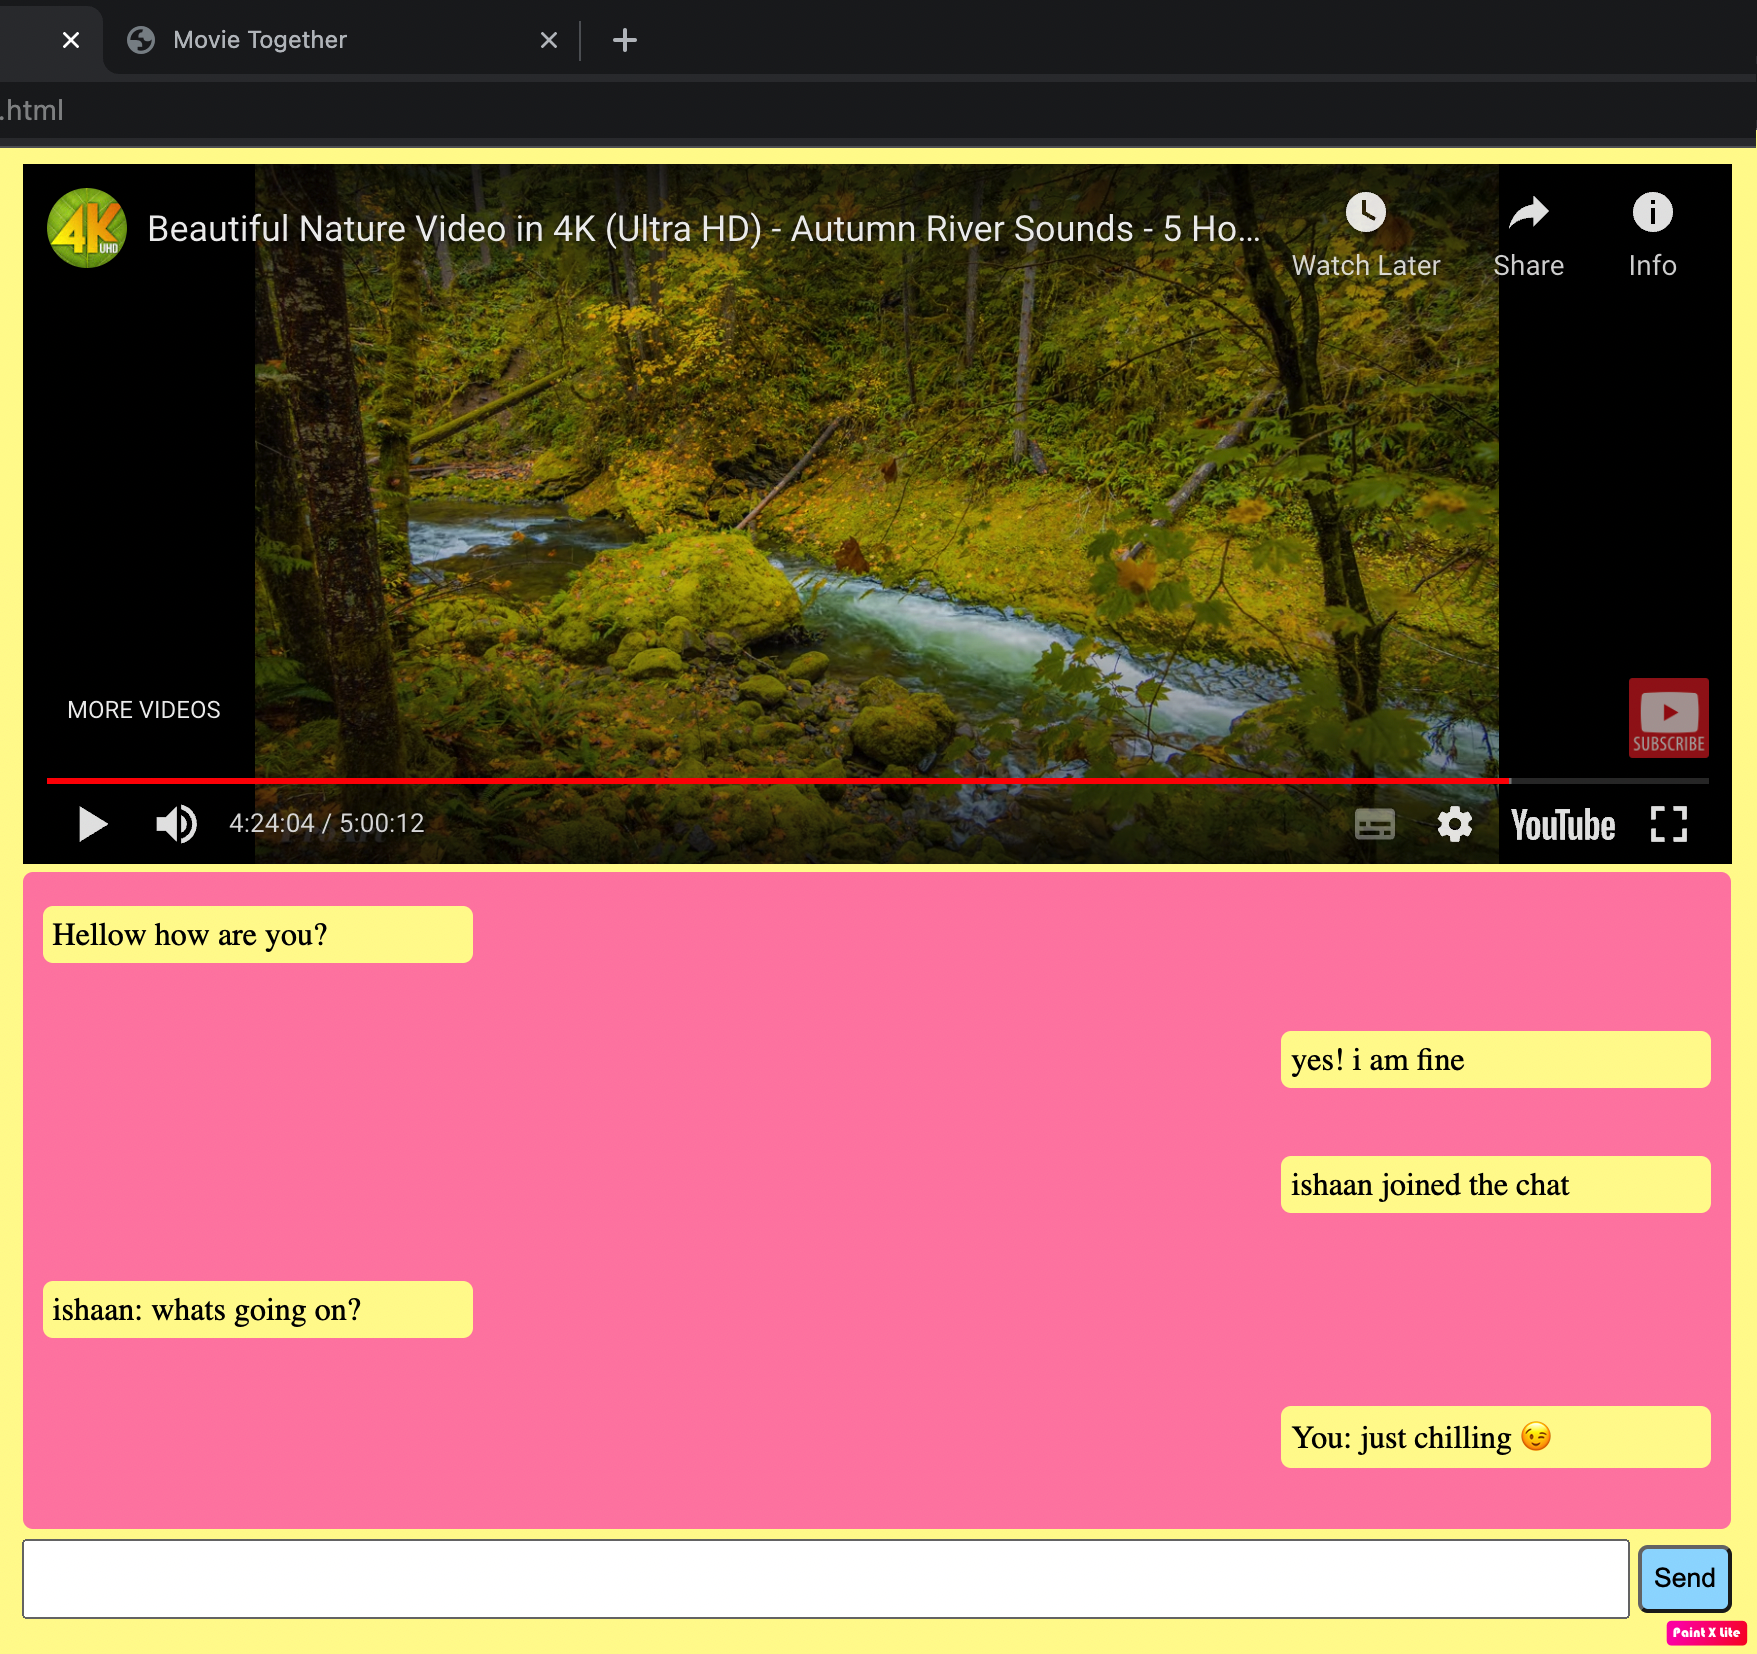 Movie Together
.html
4K UHD
Beautiful Nature Video in 4K (Ultra HD) - Autumn River Sounds - 5 Ho...
Watch Later
Share
Info
MORE VIDEOS
SUBSCRIBE
4:24:04 / 5:00:12
YouTube
Hellow how are you?
yes! i am fine
ishaan joined the chat
ishaan: whats going on?
You: just chilling 😉
Send
Paint X Lite